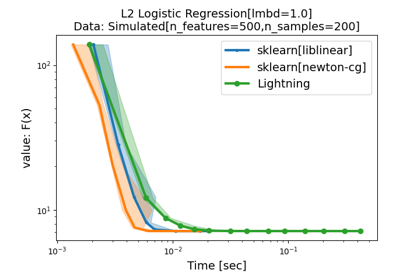 L2 Logistic Regression[lmbd=1.0]
Data: Simulated[n_features=500,n_samples=200]
sklearn[liblinear]
sklearn[newton-cg]
Lightning
value: F(x)
10²
10¹
10⁻³
10⁻²
10⁻¹
Time [sec]